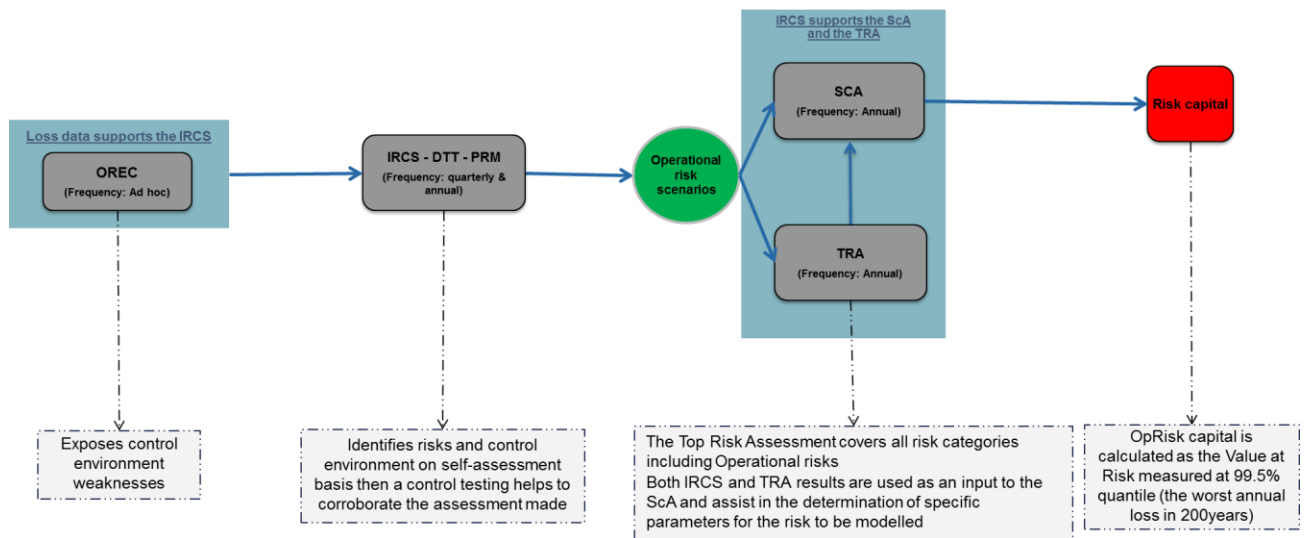 IRCS supports the ScA
and the TRA
SCA
(Frequency: Annual)
Risk capital
Loss data supports the IRCS
OREC
(Frequency: Ad hoc)
IRCS - DTT - PRM
(Frequency: quarterly &
annual)
Operational
risk
scenarios
TRA
(Frequency: Annual)
Exposes control
environment
weaknesses
Identifies risks and control
environment on self-assessment
basis then a control testing helps to
corroborate the assessment made
The Top Risk Assessment covers all risk categories
including Operational risks
Both IRCS and TRA results are used as an input to the
ScA and assist in the determination of specific
parameters for the risk to be modelled
OpRisk capital is
calculated as the Value at
Risk measured at 99.5%
quantile (the worst annual
loss in 200years)